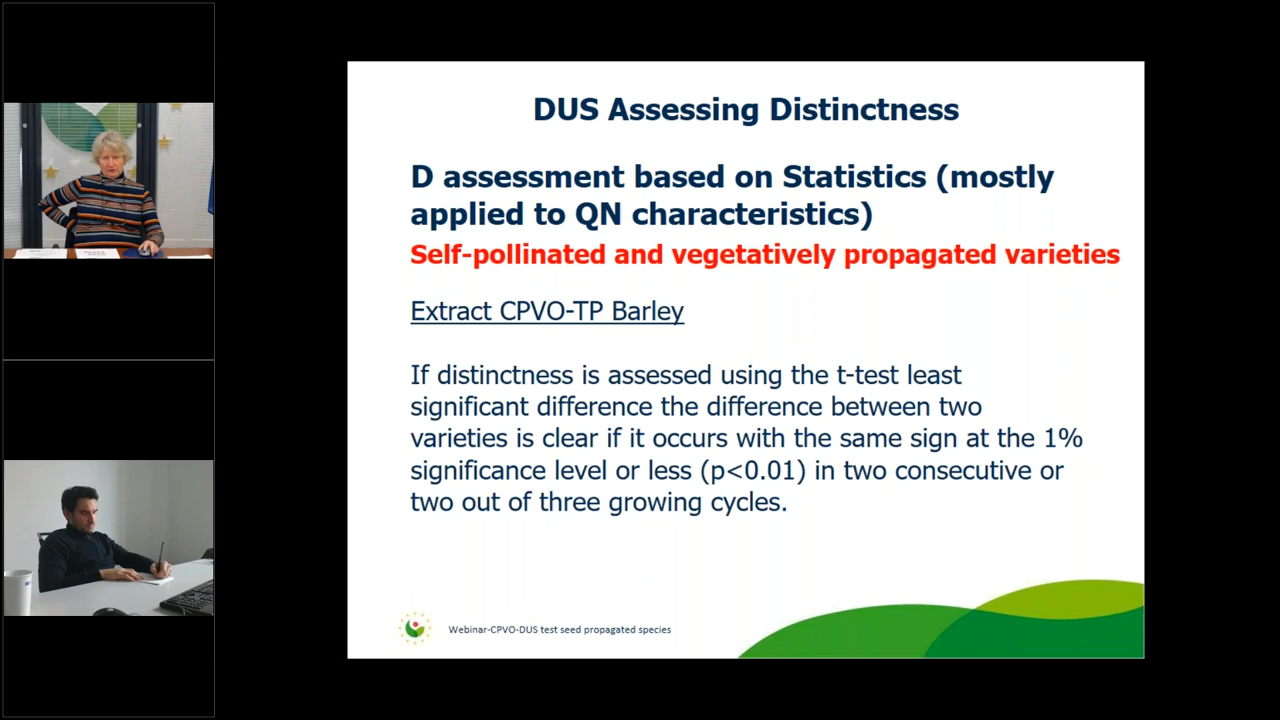 DUS Assessing Distinctness
D assessment based on Statistics (mostly
applied to QN characteristics)
Self-pollinated and vegetatively propagated varieties
Extract CPVO-TP Barley
If distinctness is assessed using the t-test least
significant difference the difference between two
varieties is clear if it occurs with the same sign at the 1%
significance level or less (p<0.01) in two consecutive or
two out of three growing cycles.
Webinar-CPVO-DUS test seed propagated species